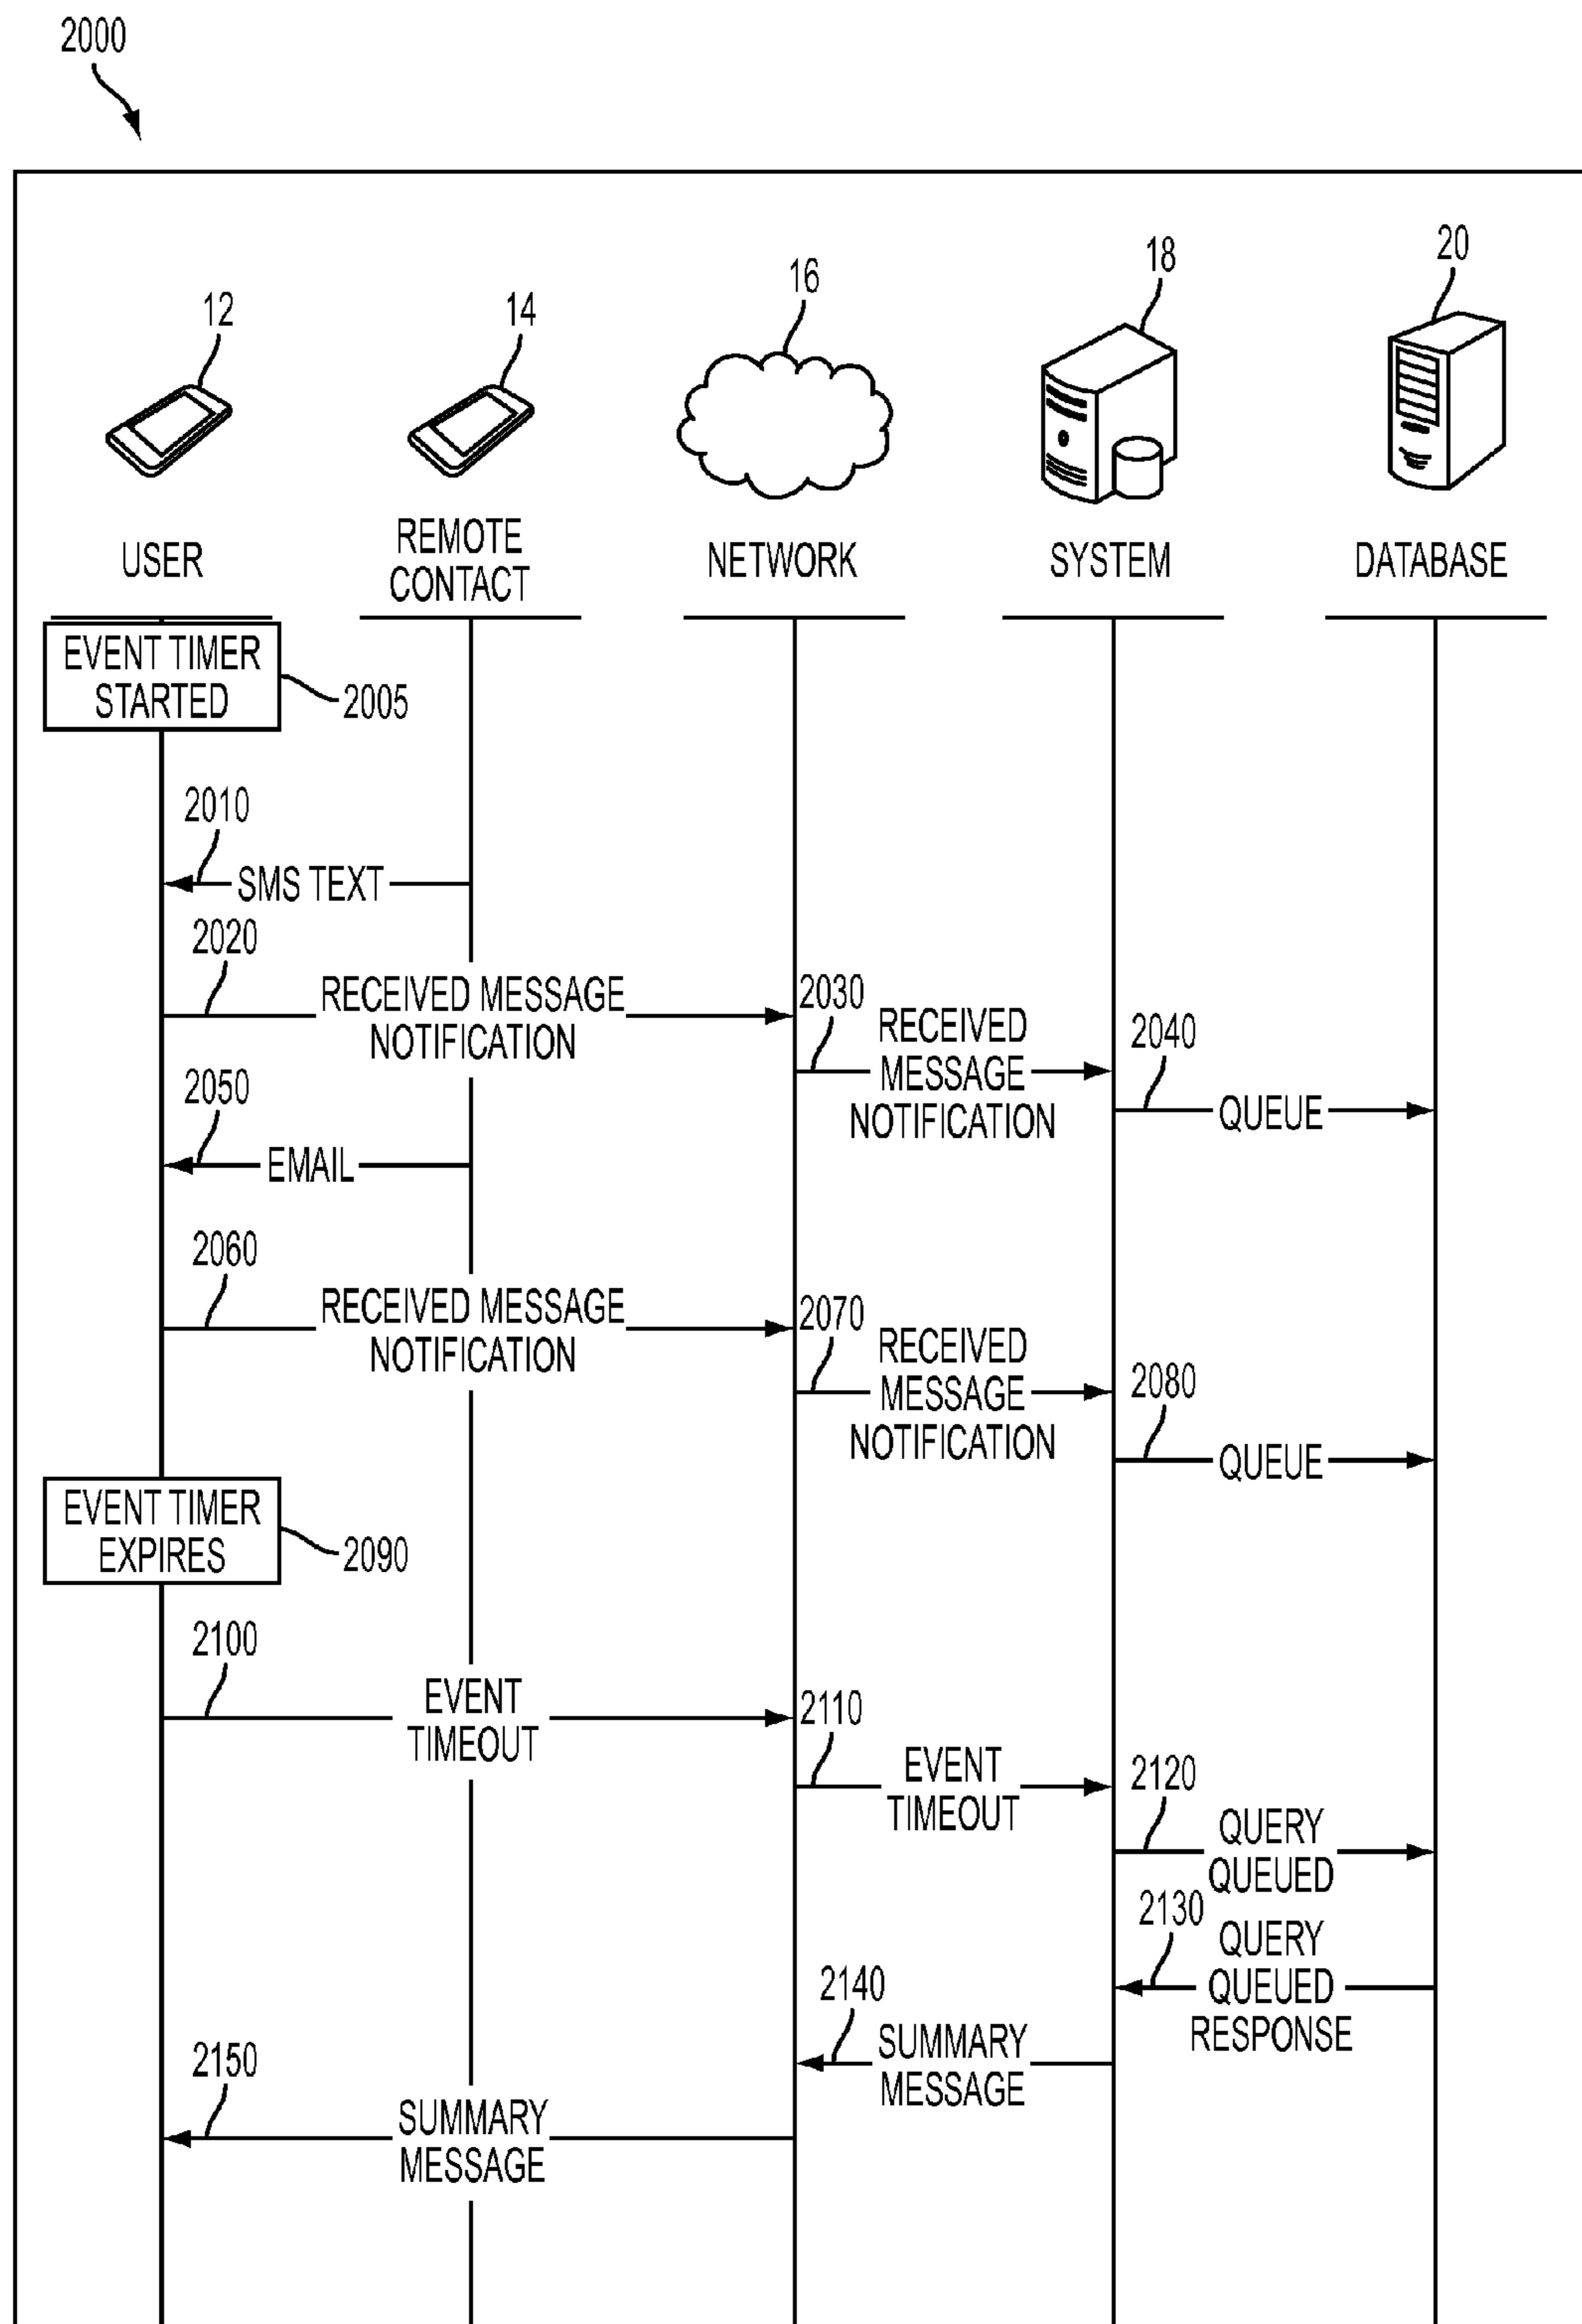 2000
12
14
16
18
20
USER
REMOTE
CONTACT
NETWORK
SYSTEM
DATABASE
EVENT TIMER
STARTED
2005
2010
SMS TEXT
2020
RECEIVED MESSAGE
NOTIFICATION
2030
RECEIVED
MESSAGE
NOTIFICATION
2040
QUEUE
2050
EMAIL
2060
RECEIVED MESSAGE
NOTIFICATION
2070
RECEIVED
MESSAGE
NOTIFICATION
2080
QUEUE
EVENT TIMER
EXPIRES
2090
2100
EVENT
TIMEOUT
2110
EVENT
TIMEOUT
2120
QUERY
QUEUED
2130
QUERY
QUEUED
RESPONSE
2140
SUMMARY
MESSAGE
2150
SUMMARY
MESSAGE